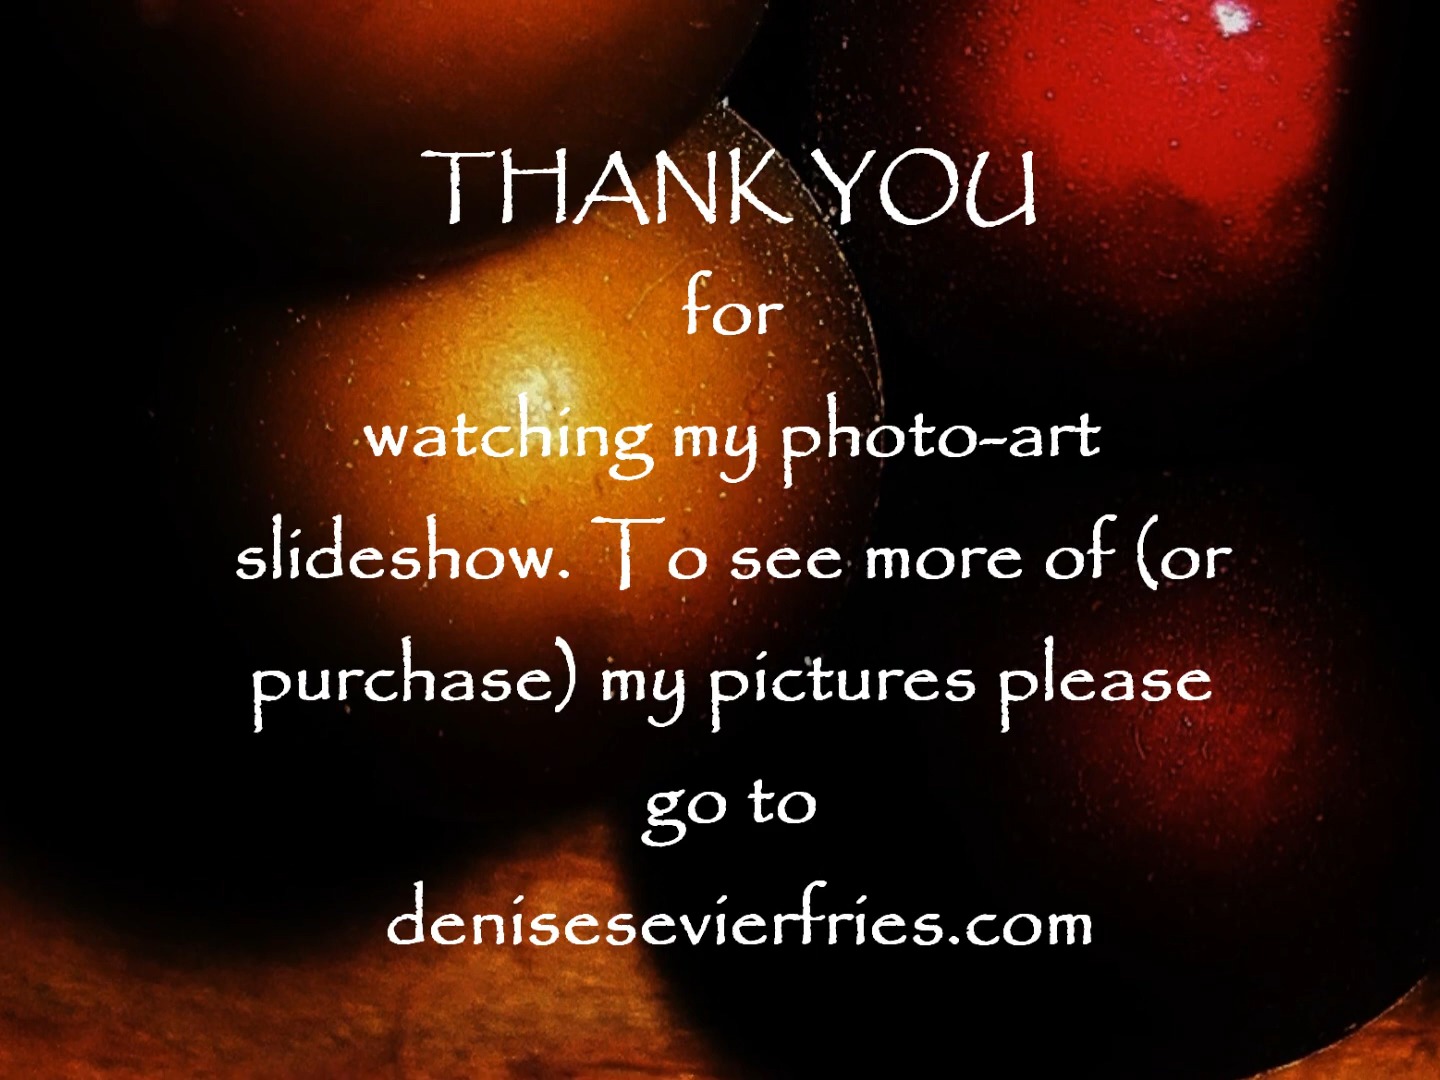 THANK YOU
for
watching my photo-art
slideshow. To see more of (or
purchase) my pictures please
go to
denisesevierfries.com